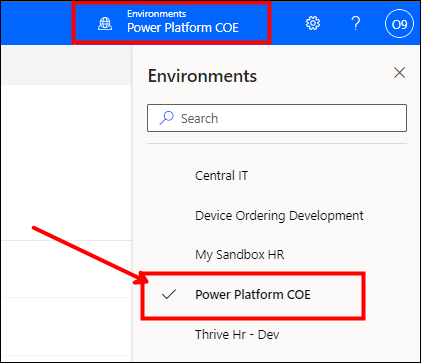 Environments
Power Platform COE
?
O9
Environments
Search
Central IT
Device Ordering Development
My Sandbox HR
Power Platform COE
Thrive Hr - Dev